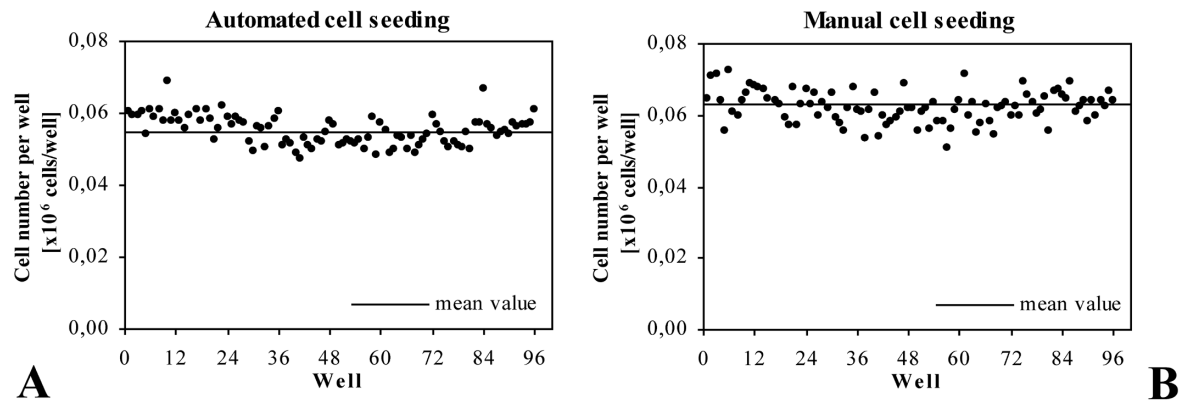 Automated cell seeding
Cell number per well
[x10⁶ cells/well]
0,08
0,06
0,04
0,02
0,00
mean value
0 12 24 36 48 60 72 84 96
Well
A
Manual cell seeding
Cell number per well
[x10⁶ cells/well]
0,08
0,06
0,04
0,02
0,00
mean value
0 12 24 36 48 60 72 84 96
Well
B